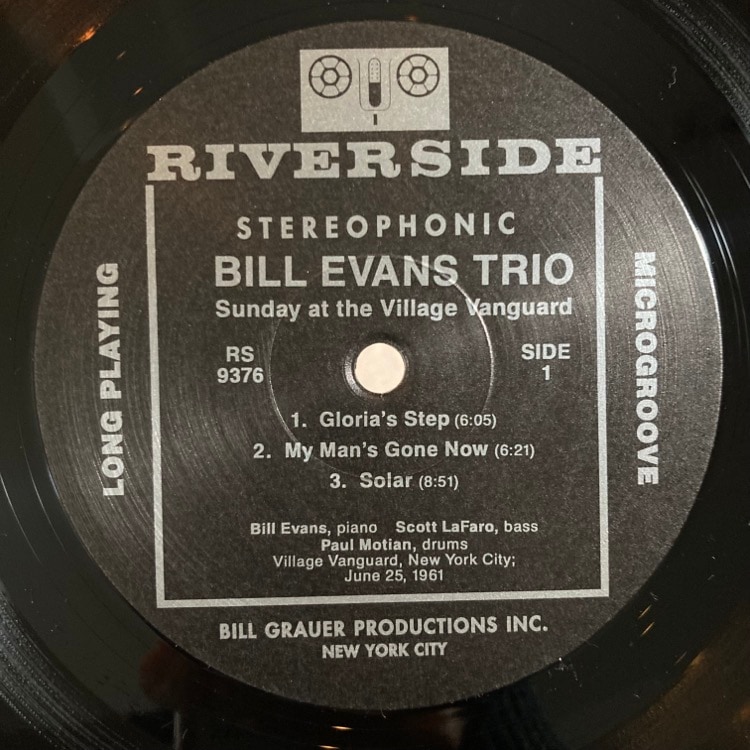 RIVERSIDE
STEREOPHONIC
BILL EVANS TRIO
Sunday at the Village Vanguard
LONG PLAYING
MICROGROOVE
RS
9376
SIDE
1
1. Gloria's Step (6:05)
2. My Man's Gone Now (6:21)
3. Solar (8:51)
Bill Evans, piano Scott LaFaro, bass
Paul Motian, drums
Village Vanguard, New York City;
June 25, 1961
BILL GRAUER PRODUCTIONS INC.
NEW YORK CITY